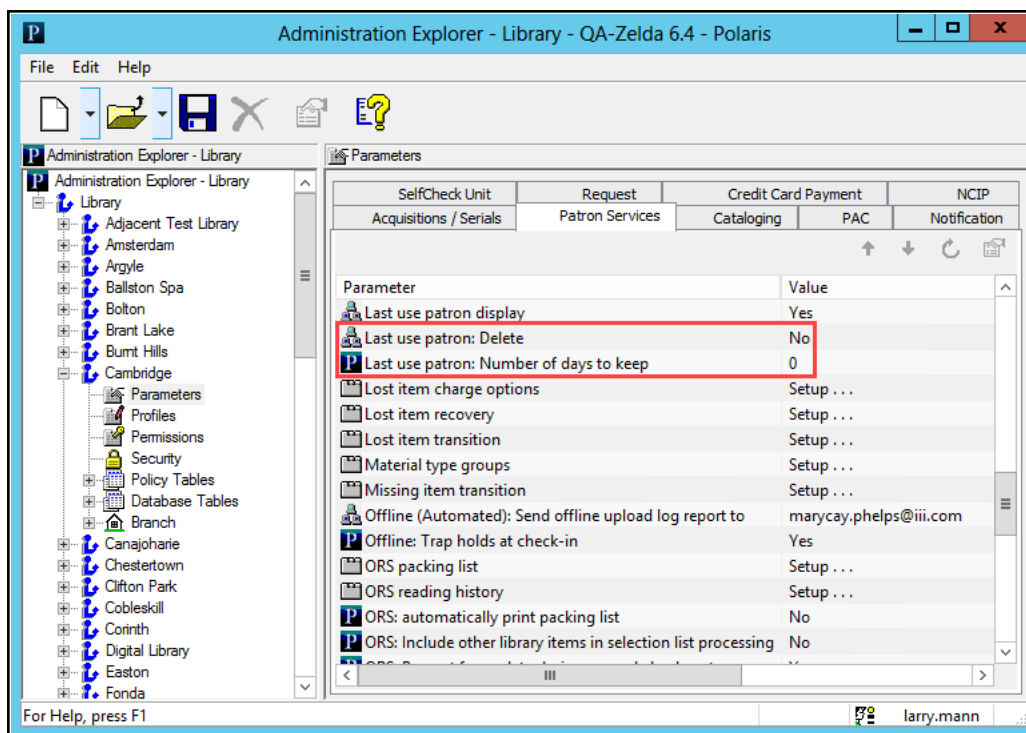 Administration Explorer - Library - QA-Zelda 6.4 - Polaris
File Edit Help
Administration Explorer - Library
Administration Explorer - Library
Library
Adjacent Test Library
Amsterdam
Argyle
Ballston Spa
Bolton
Brant Lake
Burnt Hills
Cambridge
Parameters
Profiles
Permissions
Security
Policy Tables
Database Tables
Branch
Canajoharie
Chestertown
Clifton Park
Cobleskill
Corinth
Digital Library
Easton
Fonda
Parameters
SelfCheck Unit Request Credit Card Payment NCIP
Acquisitions / Serials Patron Services Cataloging PAC Notification
Parameter Value
Last use patron display Yes
Last use patron: Delete No
Last use patron: Number of days to keep 0
Lost item charge options Setup . . .
Lost item recovery Setup . . .
Lost item transition Setup . . .
Material type groups Setup . . .
Missing item transition Setup . . .
Offline (Automated): Send offline upload log report to marycay.phelps@iii.com
Offline: Trap holds at check-in Yes
ORS packing list Setup . . .
ORS reading history Setup . . .
ORS: automatically print packing list No
ORS: Include other library items in selection list processing No
For Help, press F1 larry.mann